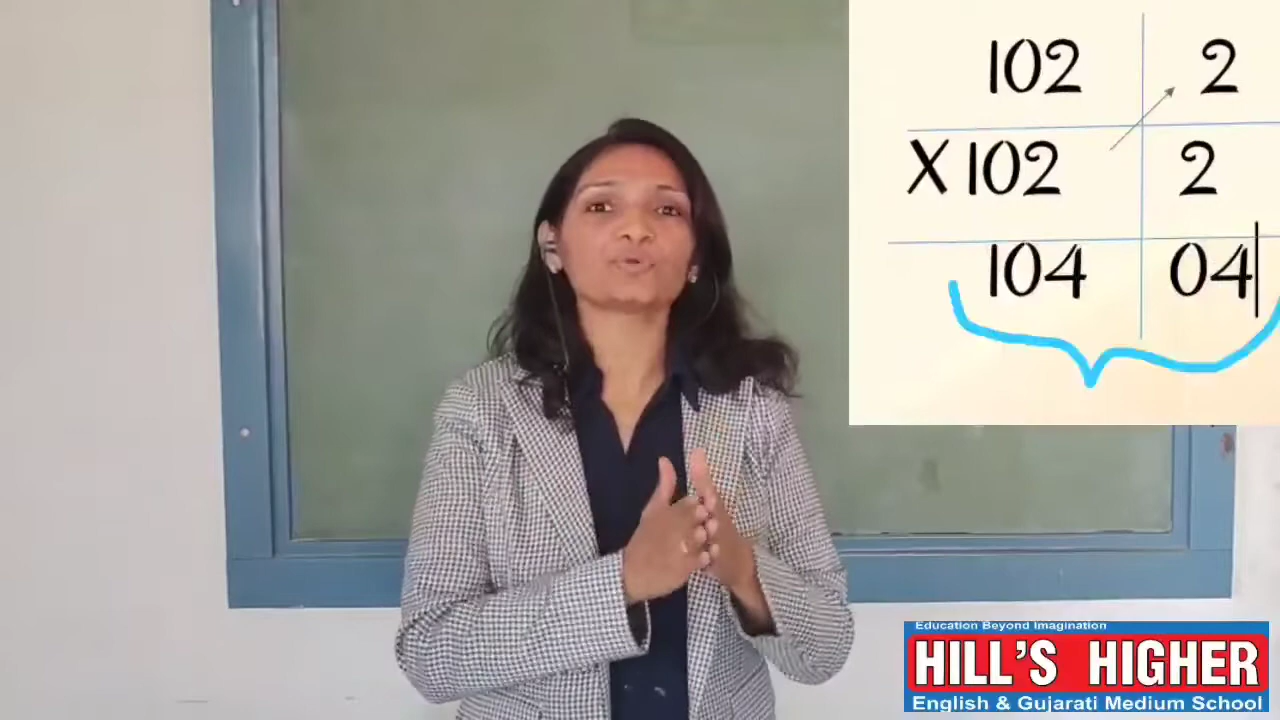 102 2
X 102 2
104 04
Education Beyond Imagination
HILL'S HIGHER
English & Gujarati Medium School